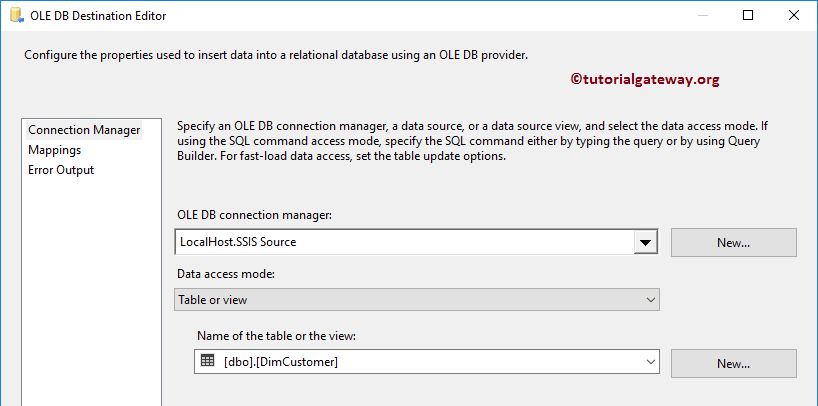 OLE DB Destination Editor
Configure the properties used to insert data into a relational database using an OLE DB provider.
©tutorialgateway.org
Connection Manager
Mappings
Error Output
Specify an OLE DB connection manager, a data source, or a data source view, and select the data access mode. If
using the SQL command access mode, specify the SQL command either by typing the query or by using Query
Builder. For fast-load data access, set the table update options.
OLE DB connection manager:
LocalHost.SSIS Source
New...
Data access mode:
Table or view
Name of the table or the view:
[dbo].[DimCustomer]
New...